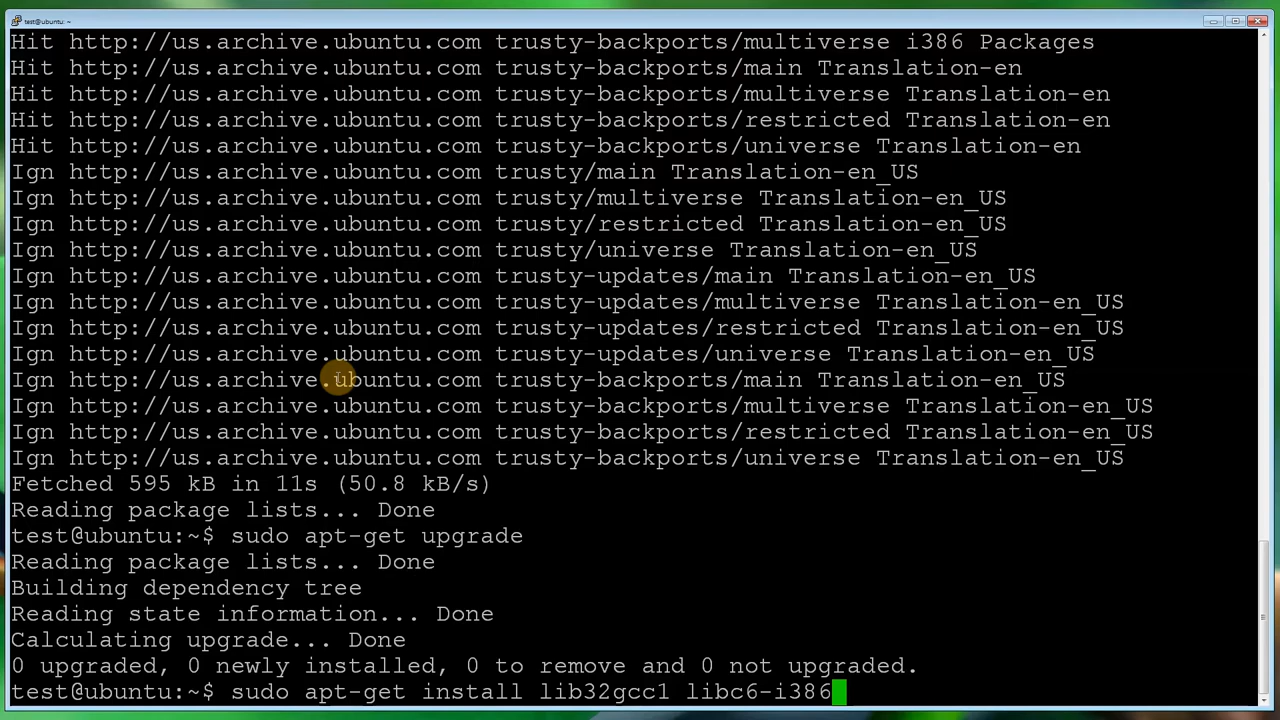 test@ubuntu: ~
Hit http://us.archive.ubuntu.com trusty-backports/multiverse i386 Packages
Hit http://us.archive.ubuntu.com trusty-backports/main Translation-en
Hit http://us.archive.ubuntu.com trusty-backports/multiverse Translation-en
Hit http://us.archive.ubuntu.com trusty-backports/restricted Translation-en
Hit http://us.archive.ubuntu.com trusty-backports/universe Translation-en
Ign http://us.archive.ubuntu.com trusty/main Translation-en_US
Ign http://us.archive.ubuntu.com trusty/multiverse Translation-en_US
Ign http://us.archive.ubuntu.com trusty/restricted Translation-en_US
Ign http://us.archive.ubuntu.com trusty/universe Translation-en_US
Ign http://us.archive.ubuntu.com trusty-updates/main Translation-en_US
Ign http://us.archive.ubuntu.com trusty-updates/multiverse Translation-en_US
Ign http://us.archive.ubuntu.com trusty-updates/restricted Translation-en_US
Ign http://us.archive.ubuntu.com trusty-updates/universe Translation-en_US
Ign http://us.archive.ubuntu.com trusty-backports/main Translation-en_US
Ign http://us.archive.ubuntu.com trusty-backports/multiverse Translation-en_US
Ign http://us.archive.ubuntu.com trusty-backports/restricted Translation-en_US
Ign http://us.archive.ubuntu.com trusty-backports/universe Translation-en_US
Fetched 595 kB in 11s (50.8 kB/s)
Reading package lists... Done
test@ubuntu:~$ sudo apt-get upgrade
Reading package lists... Done
Building dependency tree
Reading state information... Done
Calculating upgrade... Done
0 upgraded, 0 newly installed, 0 to remove and 0 not upgraded.
test@ubuntu:~$ sudo apt-get install lib32gcc1 libc6-i386